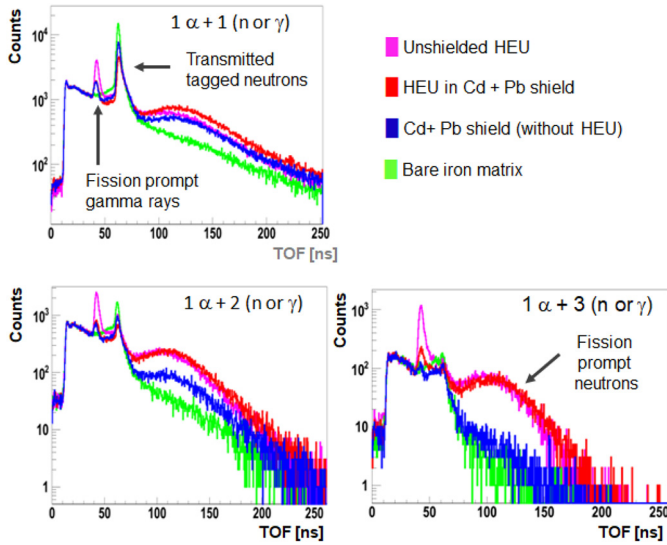 Counts
1 α + 1 (n or γ)
10⁴
10³
10²
Transmitted
tagged neutrons
Fission prompt
gamma rays
0 50 100 150 200 250
TOF [ns]
Unshielded HEU
HEU in Cd + Pb shield
Cd+ Pb shield (without HEU)
Bare iron matrix
Counts
1 α + 2 (n or γ)
10³
10²
10
1
0 50 100 150 200 250
TOF [ns]
Counts
1 α + 3 (n or γ)
10³
10²
10
1
Fission
prompt
neutrons
0 50 100 150 200 250
TOF [ns]